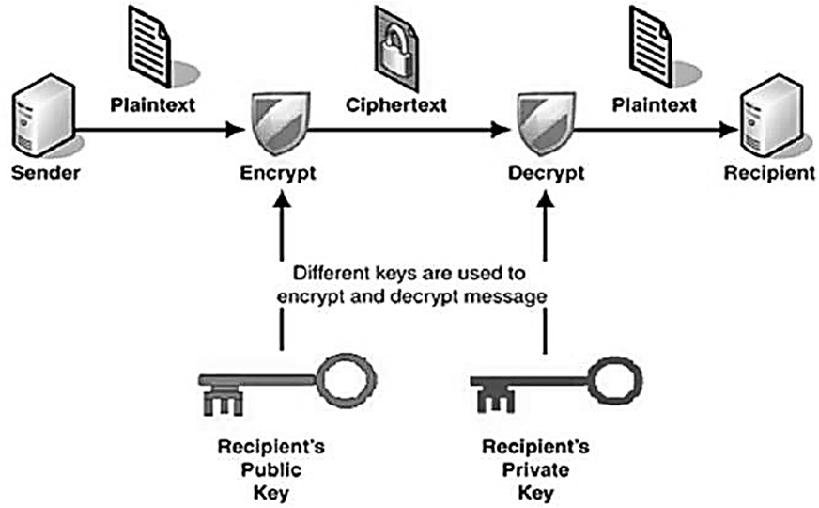 Plaintext
Ciphertext
Plaintext
Sender
Encrypt
Decrypt
Recipient
Different keys are used to
encrypt and decrypt message
Recipient's
Public
Key
Recipient's
Private
Key